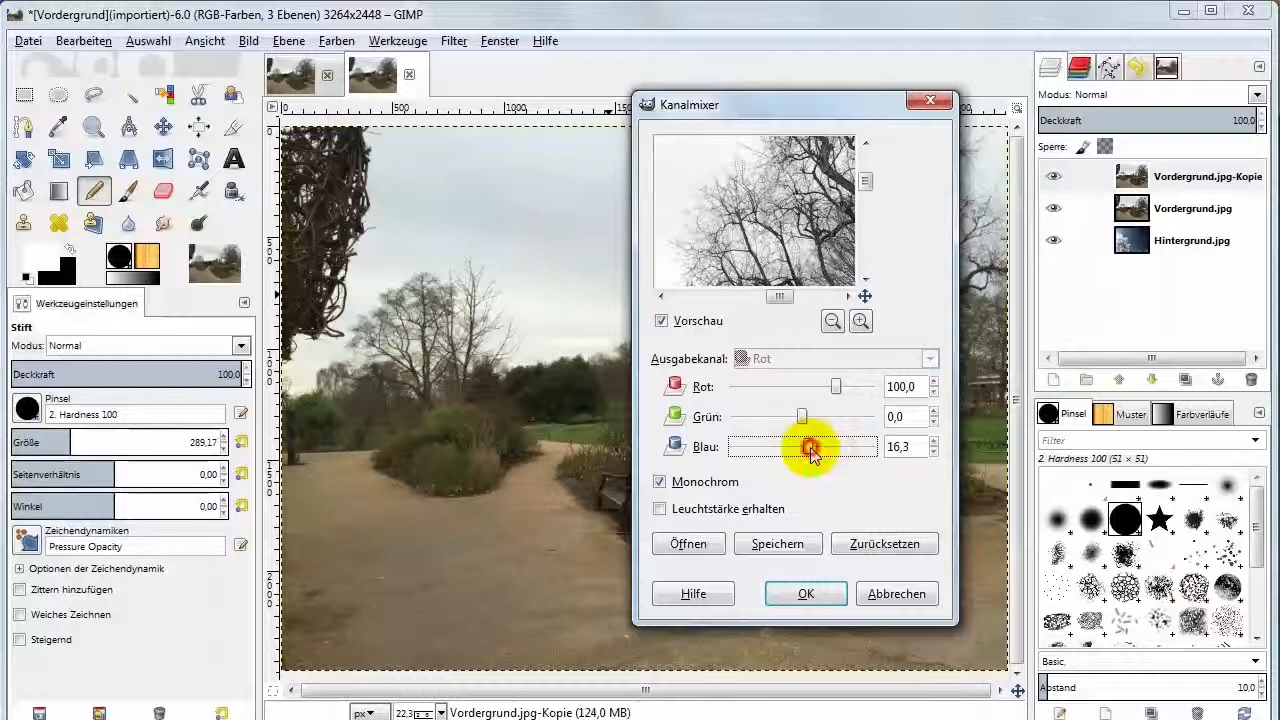 *[Vordergrund](importiert)-6.0 (RGB-Farben, 3 Ebenen) 3264x2448 – GIMP
Datei Bearbeiten Auswahl Ansicht Bild Ebene Farben Werkzeuge Filter Fenster Hilfe
Werkzeugeinstellungen
Stift
Modus: Normal
Deckkraft 100,0
Pinsel
2. Hardness 100
Größe 289,17
Seitenverhältnis 0,00
Winkel 0,00
Zeichendynamiken
Pressure Opacity
Optionen der Zeichendynamik
Zittern hinzufügen
Weiches Zeichnen
Steigernd
0 500 1000
Kanalmixer
Vorschau
Ausgabekanal: Rot
Rot: 100,0
Grün: 0,0
Blau: 16,3
Monochrom
Leuchtstärke erhalten
Öffnen Speichern Zurücksetzen
Hilfe OK Abbrechen
px 22,3 Vordergrund.jpg-Kopie (124,0 MB)
Modus: Normal
Deckkraft 100,0
Sperre:
Vordergrund.jpg-Kopie
Vordergrund.jpg
Hintergrund.jpg
Pinsel Muster Farbverläufe
Filter
2. Hardness 100 (51 × 51)
Basic,
Abstand 10,0